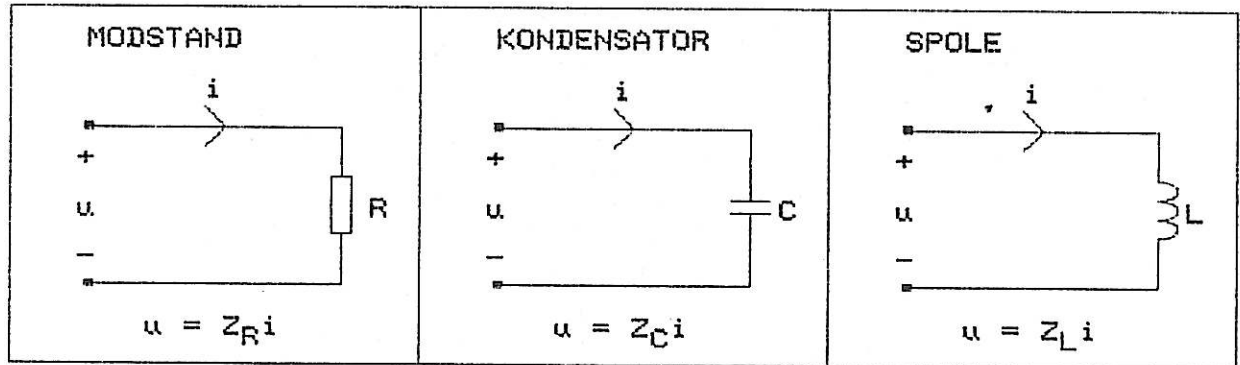 MODSTAND
i
+
u
R
−
u = Z_R i
KONDENSATOR
i
+
u
C
−
u = Z_C i
SPOLE
i
+
u
L
−
u = Z_L i